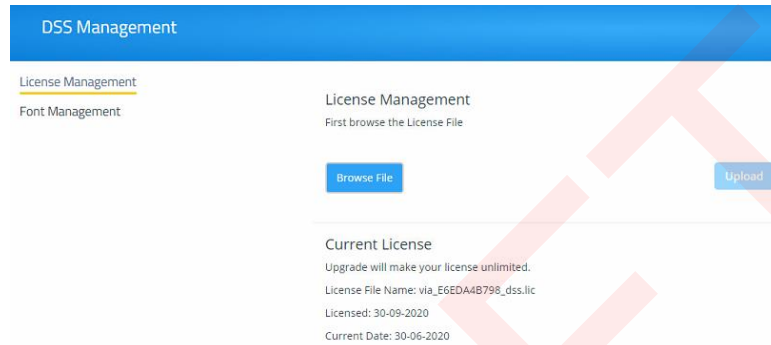 DSS Management
License Management
Font Management
License Management
First browse the License File
Browse File
Upload
Current License
Upgrade will make your license unlimited.
License File Name: via_E6EDA4B798_dss.lic
Licensed: 30-09-2020
Current Date: 30-06-2020